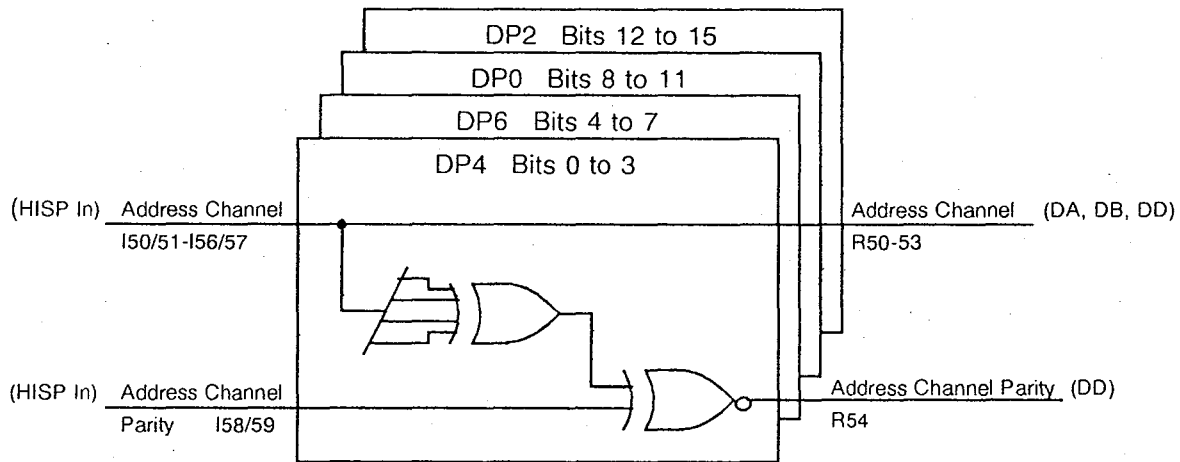 DP2 Bits 12 to 15
DP0 Bits 8 to 11
DP6 Bits 4 to 7
DP4 Bits 0 to 3
(HISP In) Address Channel
I50/51-I56/57
Address Channel (DA, DB, DD)
R50-53
(HISP In) Address Channel
Parity I58/59
Address Channel Parity (DD)
R54